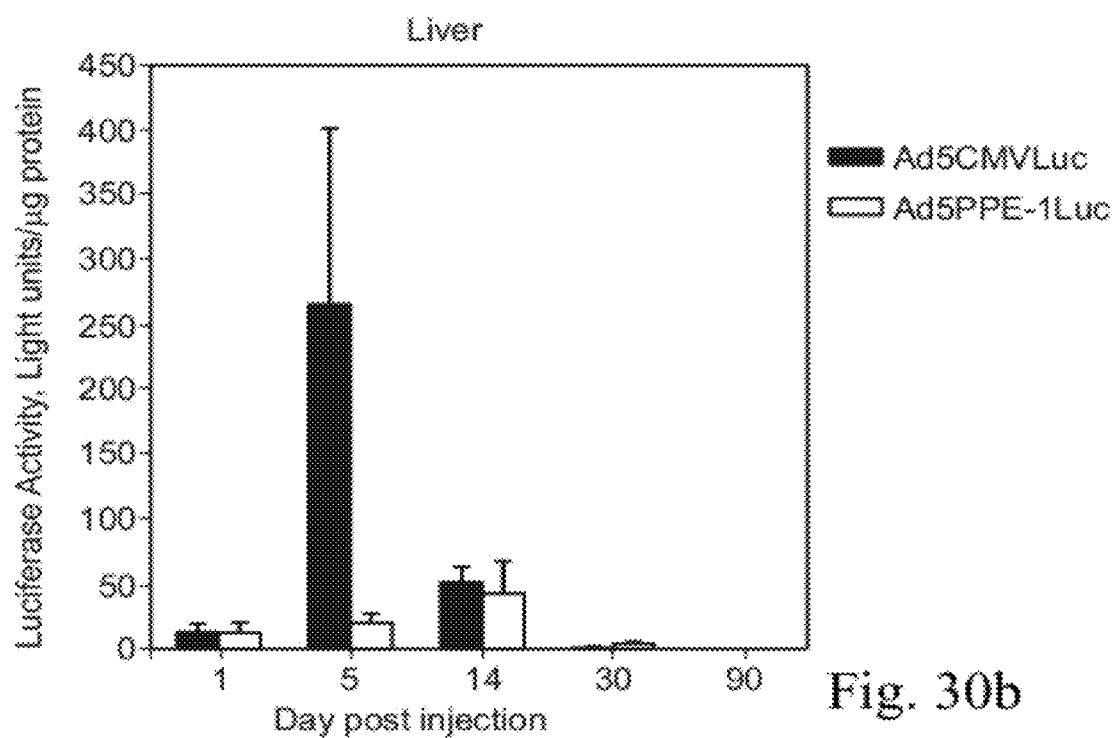 Liver
Luciferase Activity, Light units/µg protein
450
400
350
300
250
200
150
100
50
0
1 5 14 30 90
Day post injection
Ad5CMVLuc
Ad5PPE-1Luc
Fig. 30b